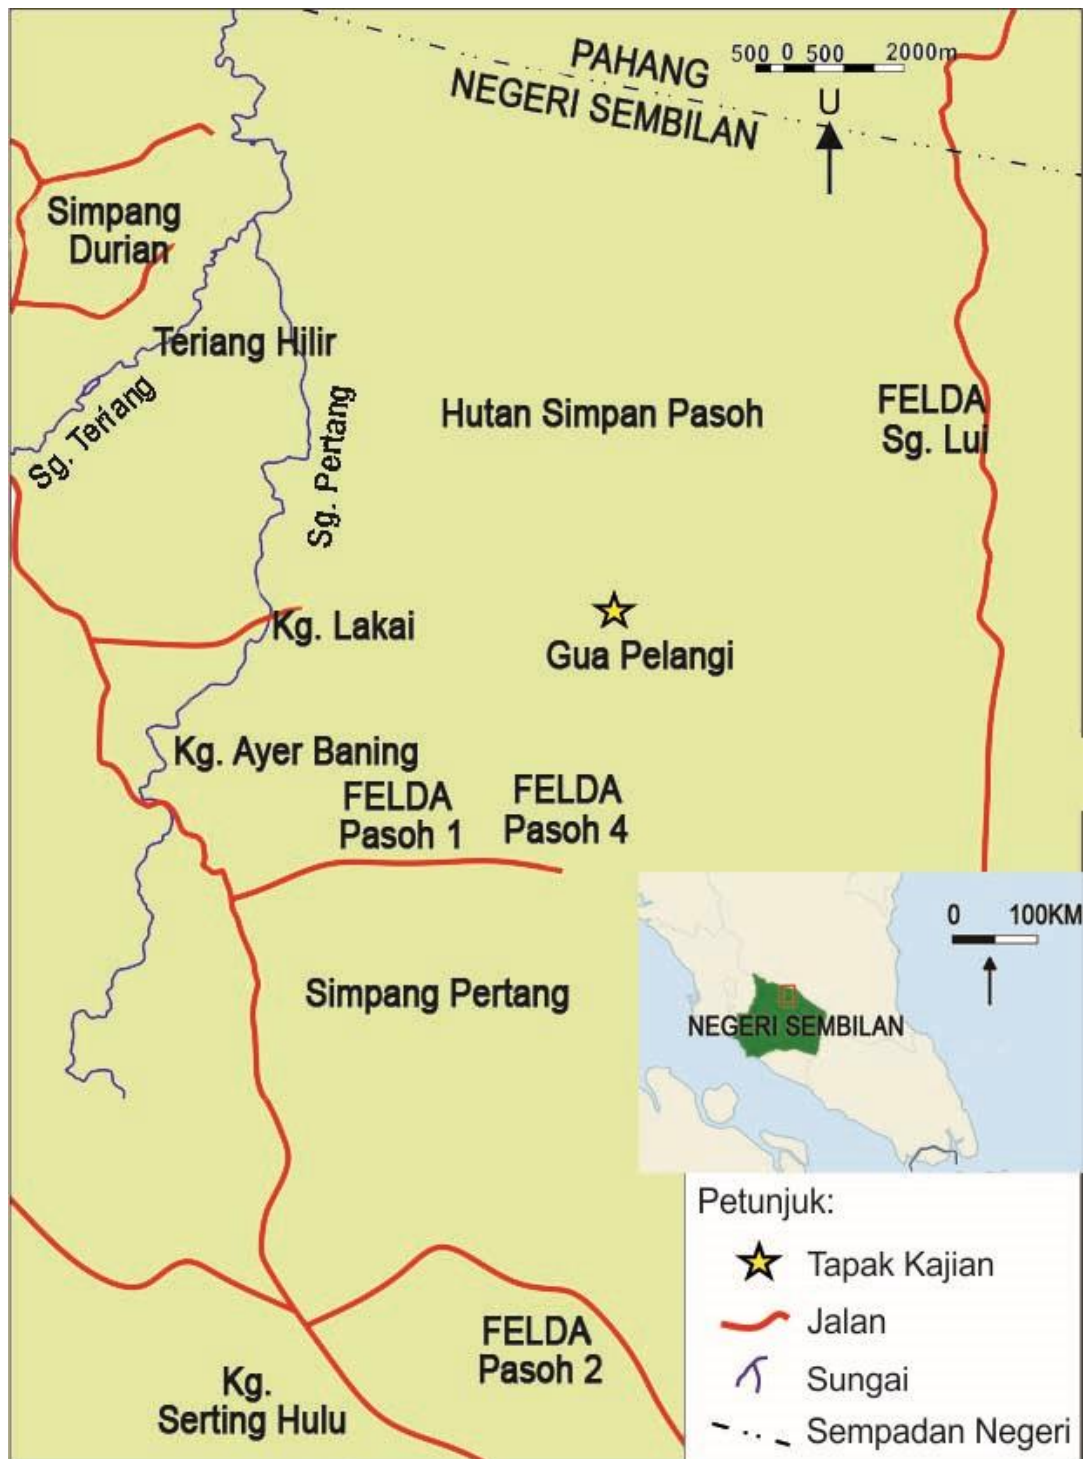 500 0 500 2000m
PAHANG
NEGERI SEMBILAN
U
Simpang
Durian
Teriang Hilir
Sg. Teriang
Sg. Pertang
Hutan Simpan Pasoh
FELDA
Sg. Lui
Kg. Lakai
Gua Pelangi
Kg. Ayer Baning
FELDA
Pasoh 1
FELDA
Pasoh 4
Simpang Pertang
0 100KM
NEGERI SEMBILAN
FELDA
Pasoh 2
Kg.
Serting Hulu
Petunjuk:
Tapak Kajian
Jalan
Sungai
Sempadan Negeri